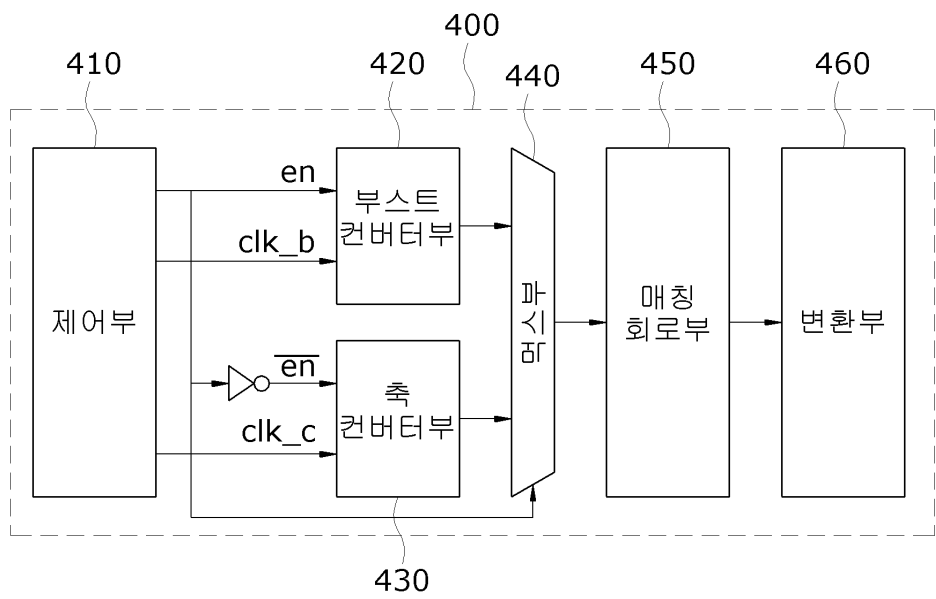 400
410
420
440
450
460
en
부스트
컨버터부
clk_b
제어부
먹스부
매칭
회로부
변환부
en
축
컨버터부
clk_c
430